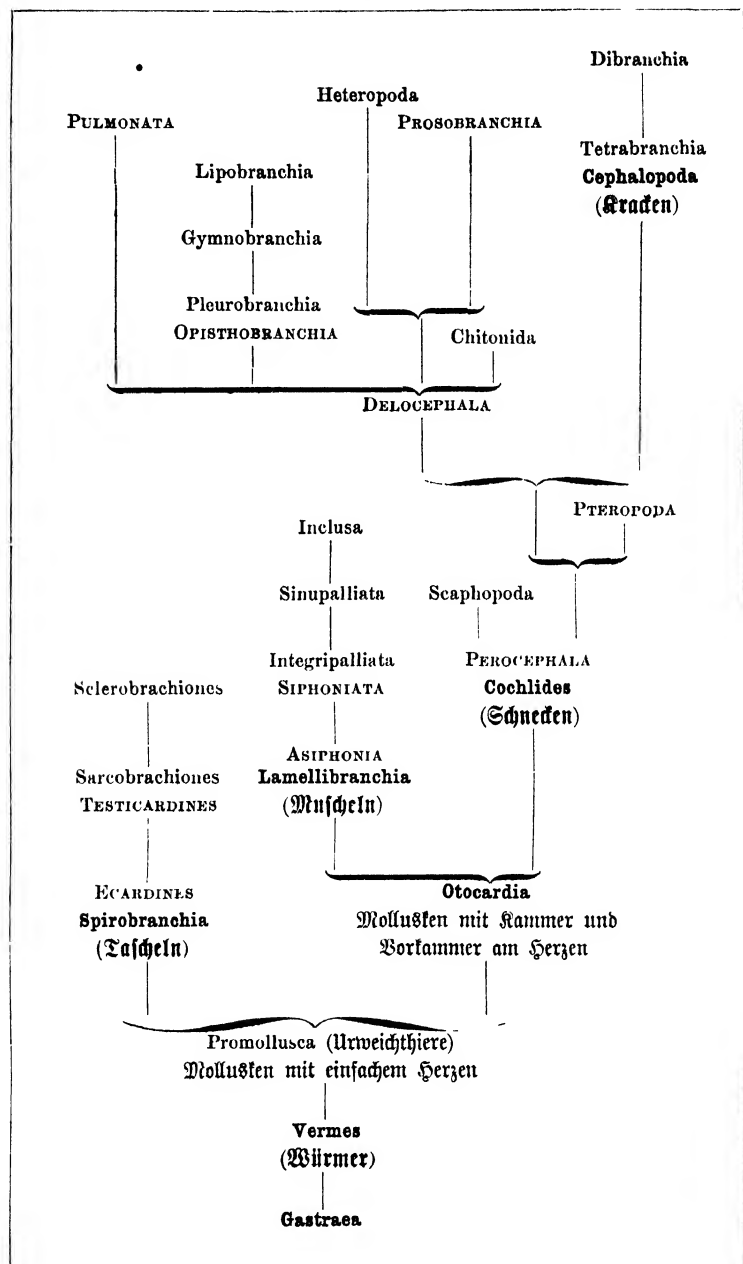 Dibranchia
Heteropoda
PULMONATA
PROSOBRANCHIA
Tetrabranchia
Cephalopoda
(Kracken)
Lipobranchia
Gymnobranchia
Pleurobranchia
OPISTHOBRANCHIA
Chitonida
DELOCEPHALA
PTEROPODA
Inclusa
Sinupalliata
Scaphopoda
Integripalliata
SIPHONIATA
PEROCEPHALA
Cochlides
(Schnecken)
Sclerobrachiones
ASIPHONIA
Lamellibranchia
(Muscheln)
Sarcobrachiones
TESTICARDINES
ECARDINES
Spirobranchia
(Tascheln)
Otocardia
Mollusken mit Kammer und
Vorkammer am Herzen
Promollusca (Urweichthiere)
Mollusken mit einfachem Herzen
Vermes
(Würmer)
Gastraea